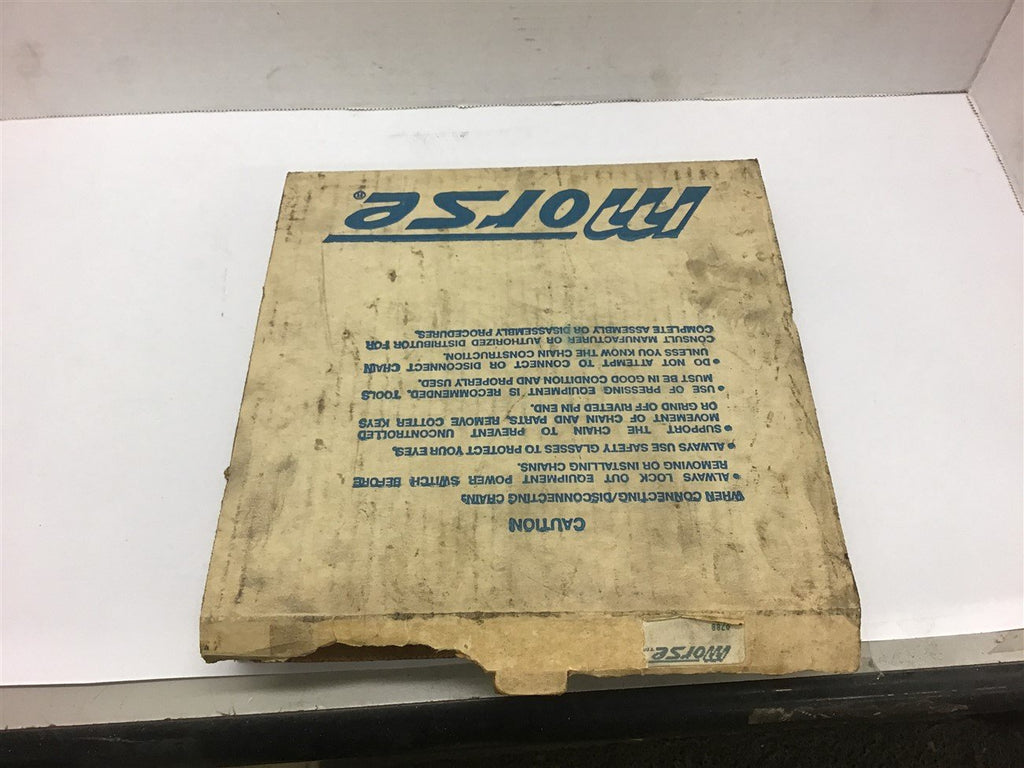 CAUTION
WHEN CONNECTING/DISCONNECTING CHAIN:
• ALWAYS LOCK OUT EQUIPMENT POWER SWITCH BEFORE
REMOVING OR INSTALLING CHAINS.
• ALWAYS USE SAFETY GLASSES TO PROTECT YOUR EYES.
• SUPPORT THE CHAIN TO PREVENT UNCONTROLLED
MOVEMENT OF CHAIN AND PARTS, REMOVE COTTER KEYS
OR GRIND OFF RIVETED PIN END.
• USE OF PRESSING EQUIPMENT IS RECOMMENDED. TOOLS
MUST BE IN GOOD CONDITION AND PROPERLY USED.
• DO NOT ATTEMPT TO CONNECT OR DISCONNECT CHAIN
UNLESS YOU KNOW THE CHAIN CONSTRUCTION.
CONSULT MANUFACTURER OR AUTHORIZED DISTRIBUTOR FOR
COMPLETE ASSEMBLY OR DISASSEMBLY PROCEDURES.
morse®
morse